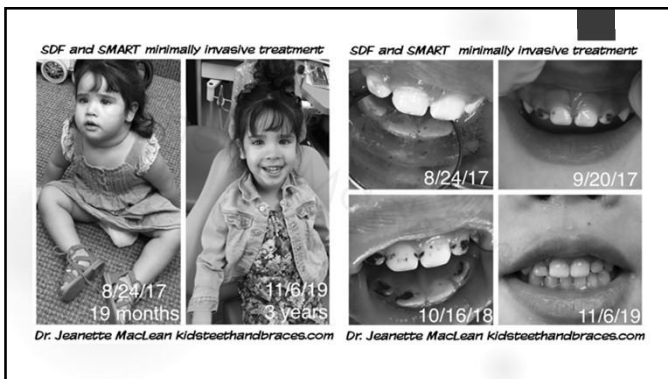 SDF and SMART minimally invasive treatment
8/24/17
19 months
11/6/19
3 years
Dr. Jeanette MacLean kidsteethandbraces.com
SDF and SMART minimally invasive treatment
8/24/17
9/20/17
10/16/18
11/6/19
Dr. Jeanette MacLean kidsteethandbraces.com